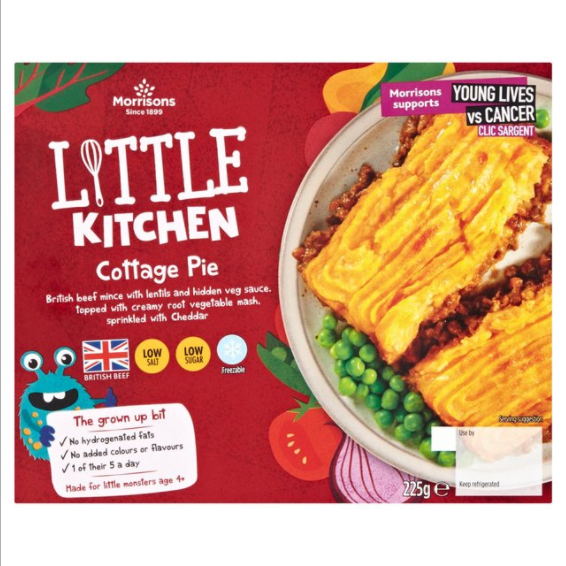 Morrisons
Since 1899
Morrisons
supports
YOUNG LIVES
VS CANCER
CLIC SARGENT
LITTLE
KITCHEN
Cottage Pie
British beef mince with lentils and hidden veg sauce,
topped with creamy root vegetable mash,
sprinkled with Cheddar
BRITISH BEEF
LOW
SALT
LOW
SUGAR
Freezable
The grown up bit
✓ No hydrogenated fats
✓ No added colours or flavours
✓ 1 of Their 5 a day
Made for little monsters age 4+
Serving suggestion
Use by
Keep refrigerated
225g ℮